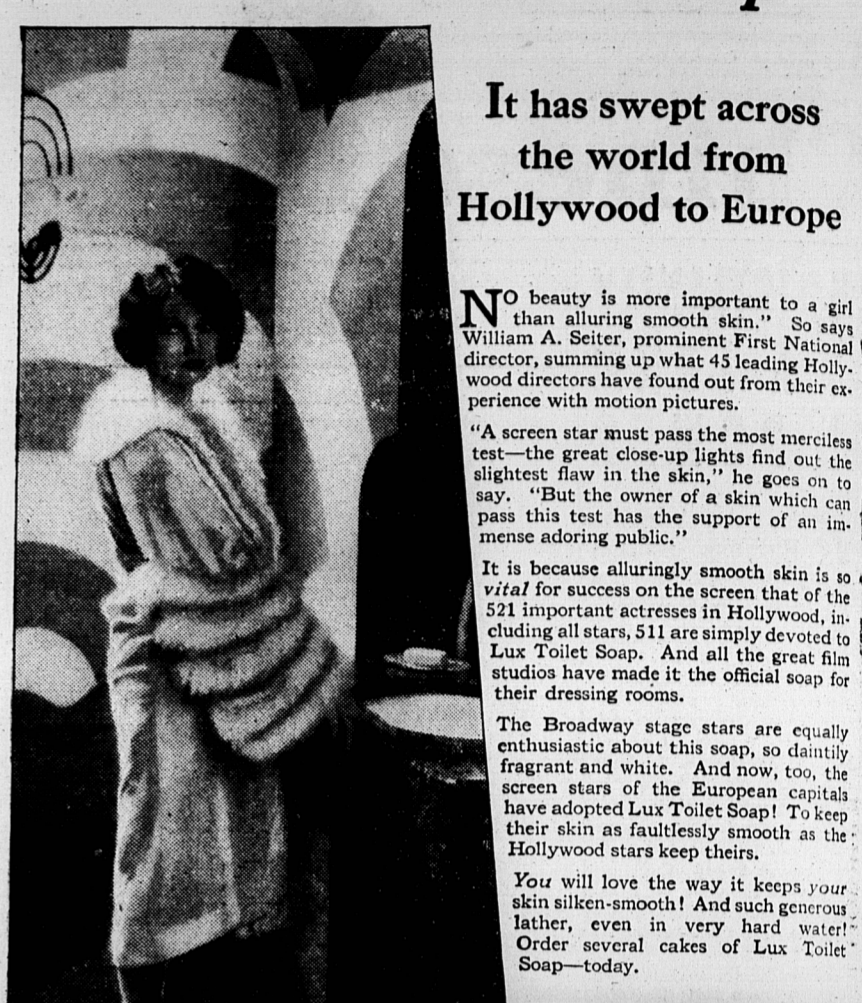 It has swept across
the world from
Hollywood to Europe
NO beauty is more important to a girl
than alluring smooth skin." So says
William A. Seiter, prominent First National
director, summing up what 45 leading Holly-
wood directors have found out from their ex-
perience with motion pictures.
"A screen star must pass the most merciless
test—the great close-up lights find out the
slightest flaw in the skin," he goes on to
say. "But the owner of a skin which can
pass this test has the support of an im-
mense adoring public."
It is because alluringly smooth skin is so
vital for success on the screen that of the
521 important actresses in Hollywood, in-
cluding all stars, 511 are simply devoted to
Lux Toilet Soap. And all the great film
studios have made it the official soap for
their dressing rooms.
The Broadway stage stars are equally
enthusiastic about this soap, so daintily
fragrant and white. And now, too, the
screen stars of the European capitals
have adopted Lux Toilet Soap! To keep
their skin as faultlessly smooth as the
Hollywood stars keep theirs.
You will love the way it keeps your
skin silken-smooth! And such generous
lather, even in very hard water!
Order several cakes of Lux Toilet
Soap—today.